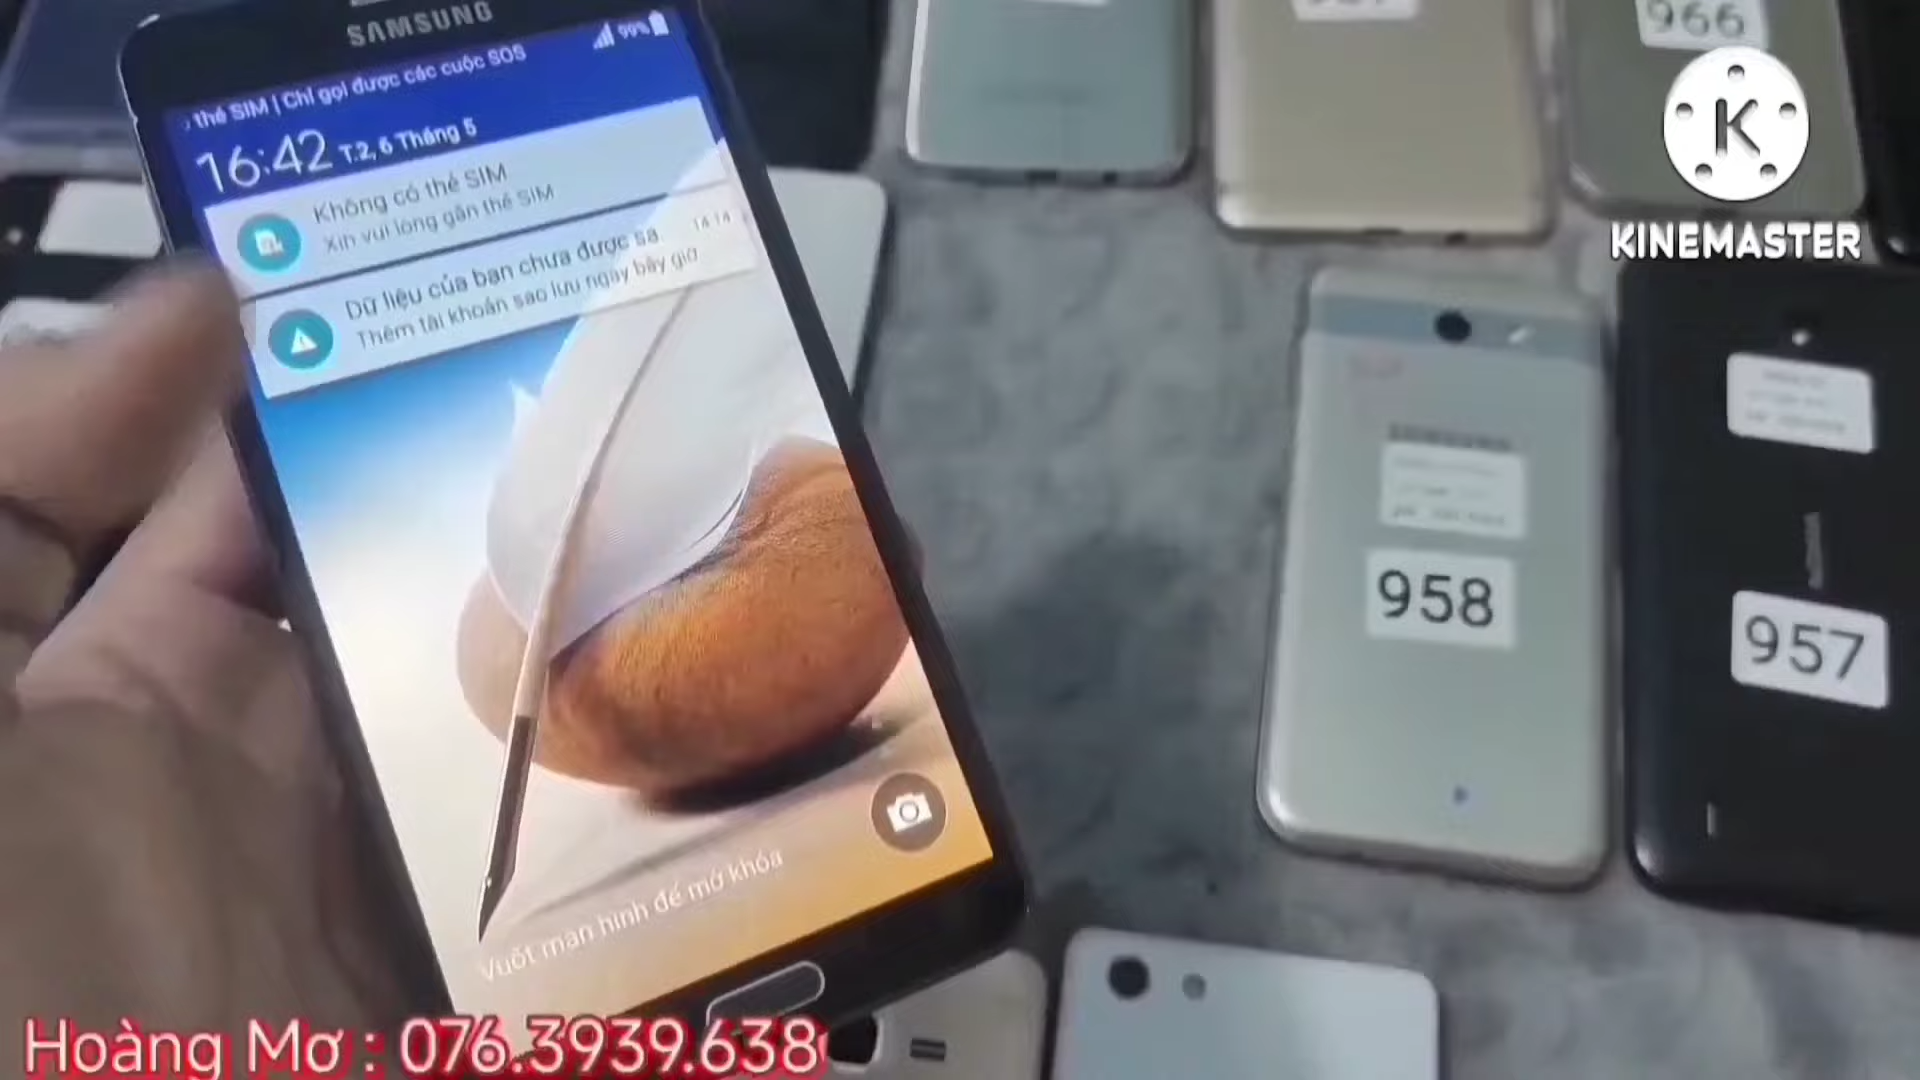 SAMSUNG
99%
thẻ SIM | Chỉ gọi được các cuộc SOS
16:42 T.2, 6 Tháng 5
Không có thẻ SIM
Xin vui lòng gắn thẻ SIM
Dữ liệu của bạn chưa được sa 14:14
Thêm tài khoản sao lưu ngay bây giờ
Vuốt màn hình để mở khóa
966
K
KINEMASTER
958
957
Hoàng Mơ : 076.3939.638